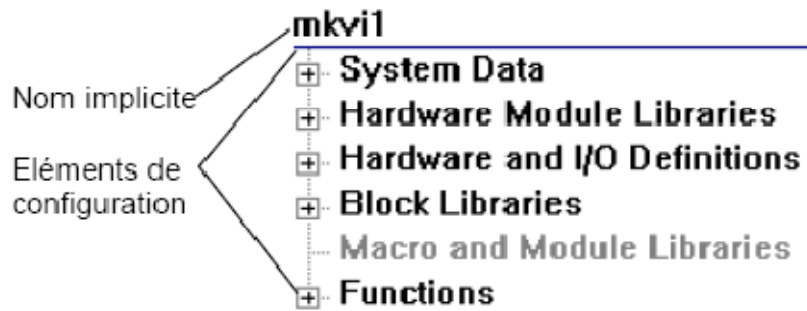 mkvi1
System Data
Nom implicite
Hardware Module Libraries
Hardware and I/O Definitions
Eléments de
configuration
Block Libraries
Macro and Module Libraries
Functions